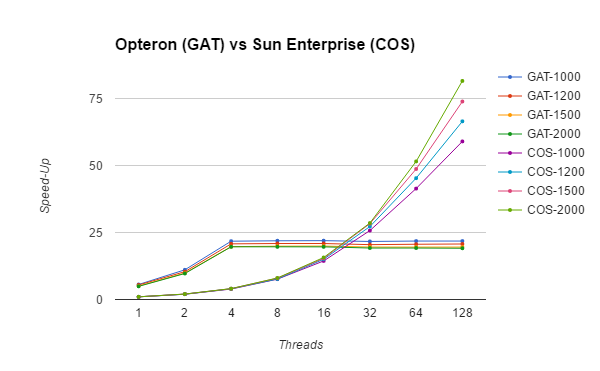 Opteron (GAT) vs Sun Enterprise (COS)
75
50
25
0
1 2 4 8 16 32 64 128
Speed-Up
Threads
GAT-1000
GAT-1200
GAT-1500
GAT-2000
COS-1000
COS-1200
COS-1500
COS-2000